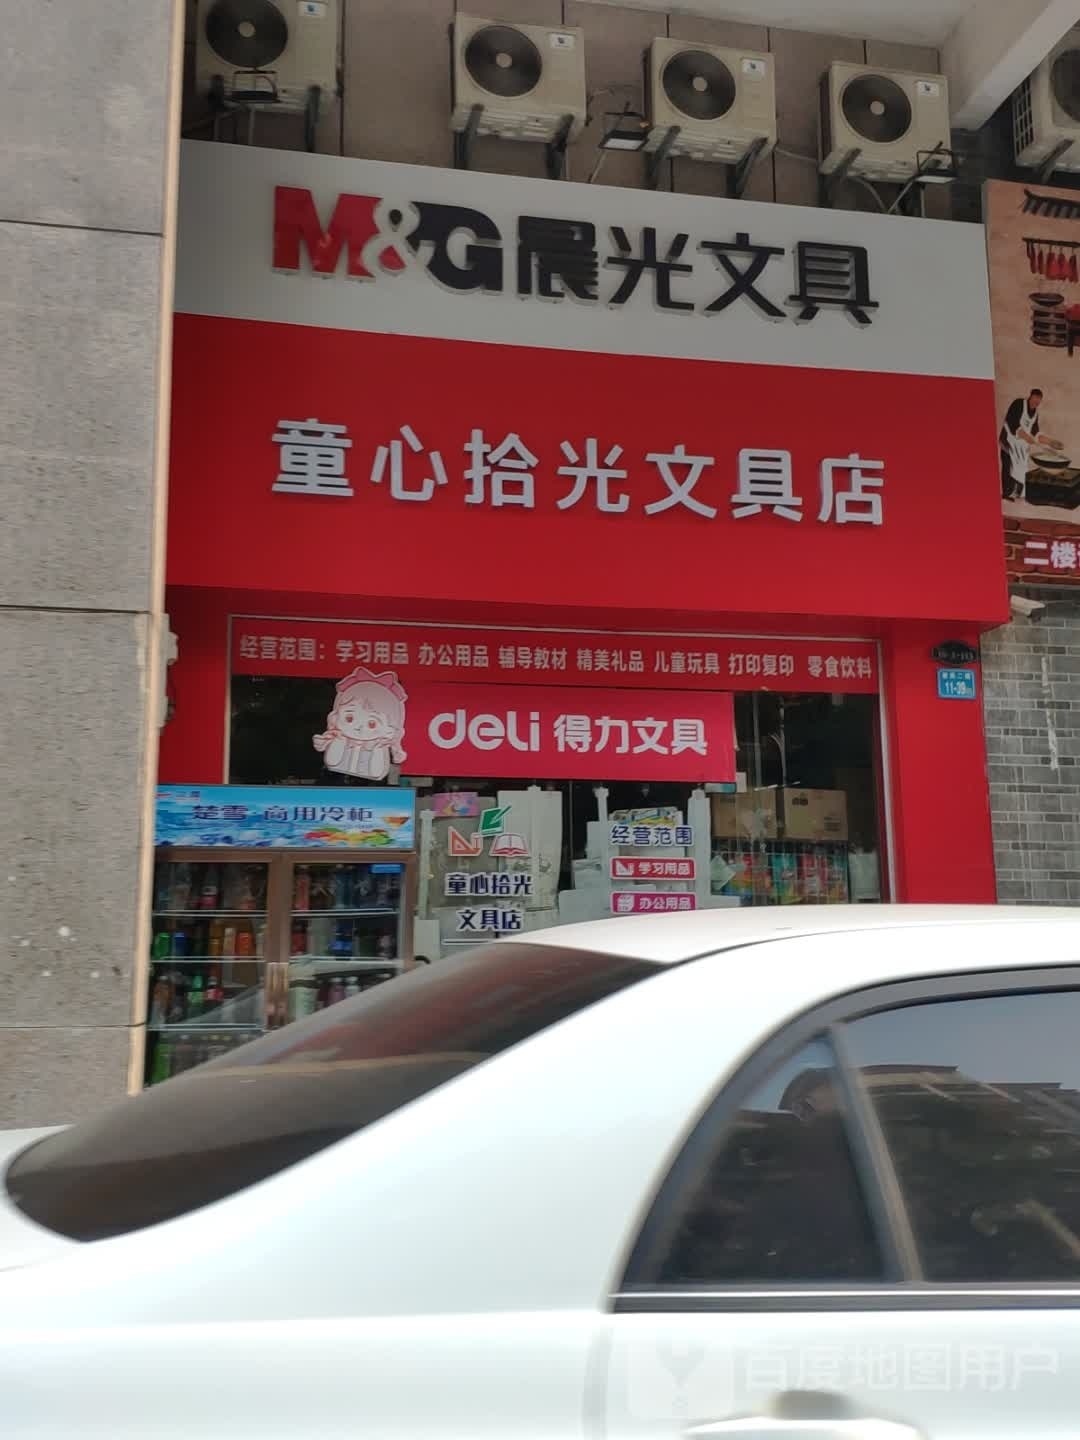 M&G晨光文具
童心拾光文具店
二楼
经营范围：学习用品 办公用品 辅导教材 精美礼品 儿童玩具 打印复印 零食饮料
11-39
deli 得力文具
楚雪·商用冷柜
经营范围
学习用品
办公用品
童心拾光
文具店
百度地图用户